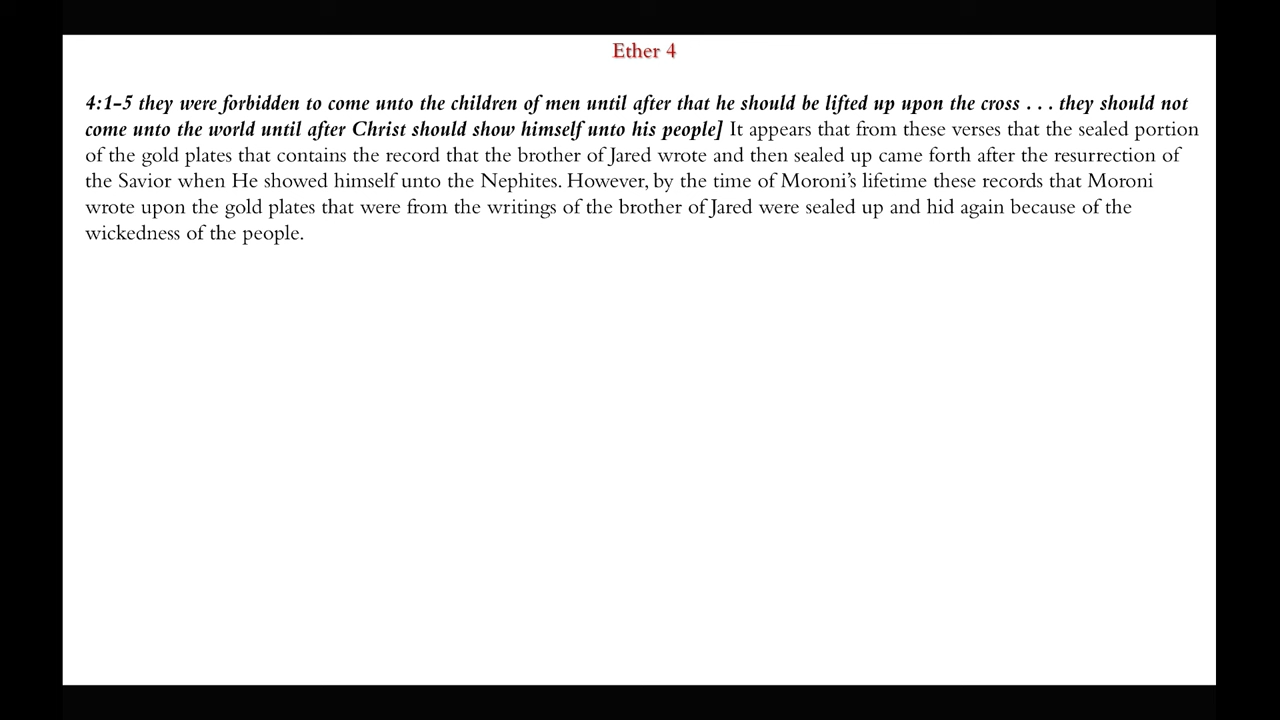 Ether 4
4:1-5 they were forbidden to come unto the children of men until after that he should be lifted up upon the cross . . . they should not
come unto the world until after Christ should show himself unto his people] It appears that from these verses that the sealed portion
of the gold plates that contains the record that the brother of Jared wrote and then sealed up came forth after the resurrection of
the Savior when He showed himself unto the Nephites. However, by the time of Moroni’s lifetime these records that Moroni
wrote upon the gold plates that were from the writings of the brother of Jared were sealed up and hid again because of the
wickedness of the people.